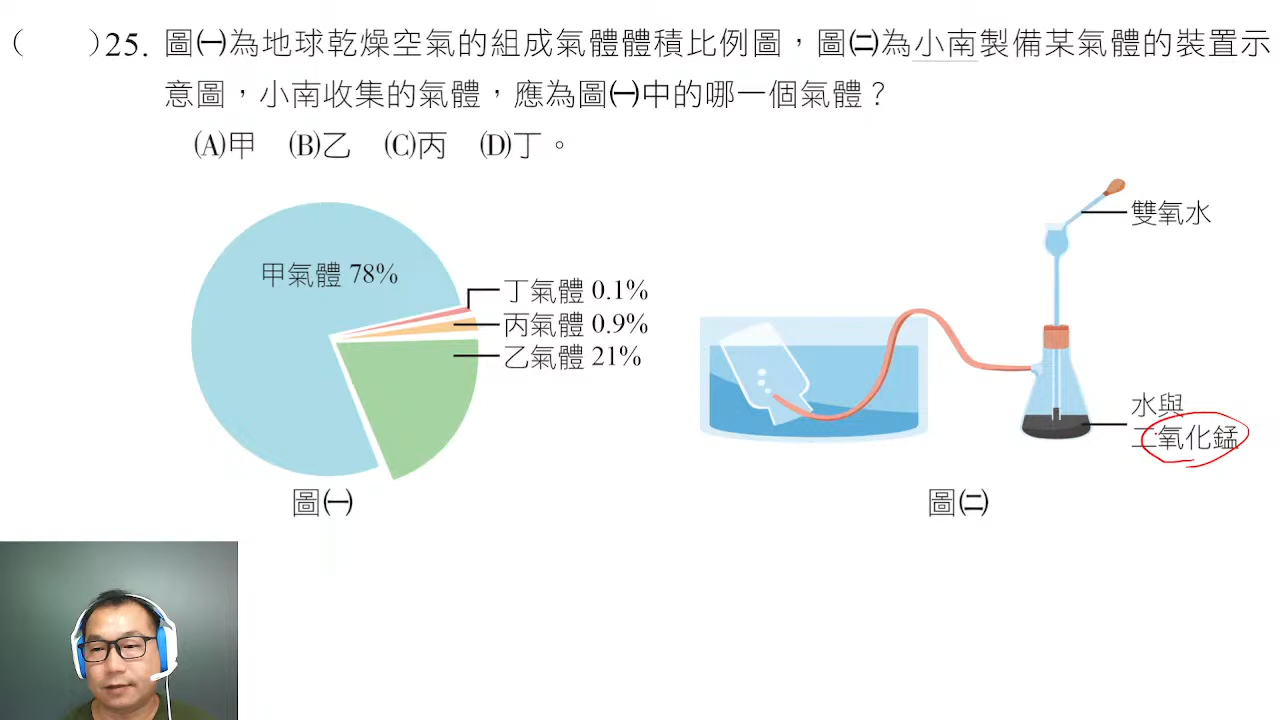 (　　)25. 圖㈠為地球乾燥空氣的組成氣體體積比例圖，圖㈡為小南製備某氣體的裝置示
意圖，小南收集的氣體，應為圖㈠中的哪一個氣體？
(A)甲　(B)乙　(C)丙　(D)丁。
甲氣體 78%
丁氣體 0.1%
丙氣體 0.9%
乙氣體 21%
圖㈠
雙氧水
水與
二氧化錳
圖㈡